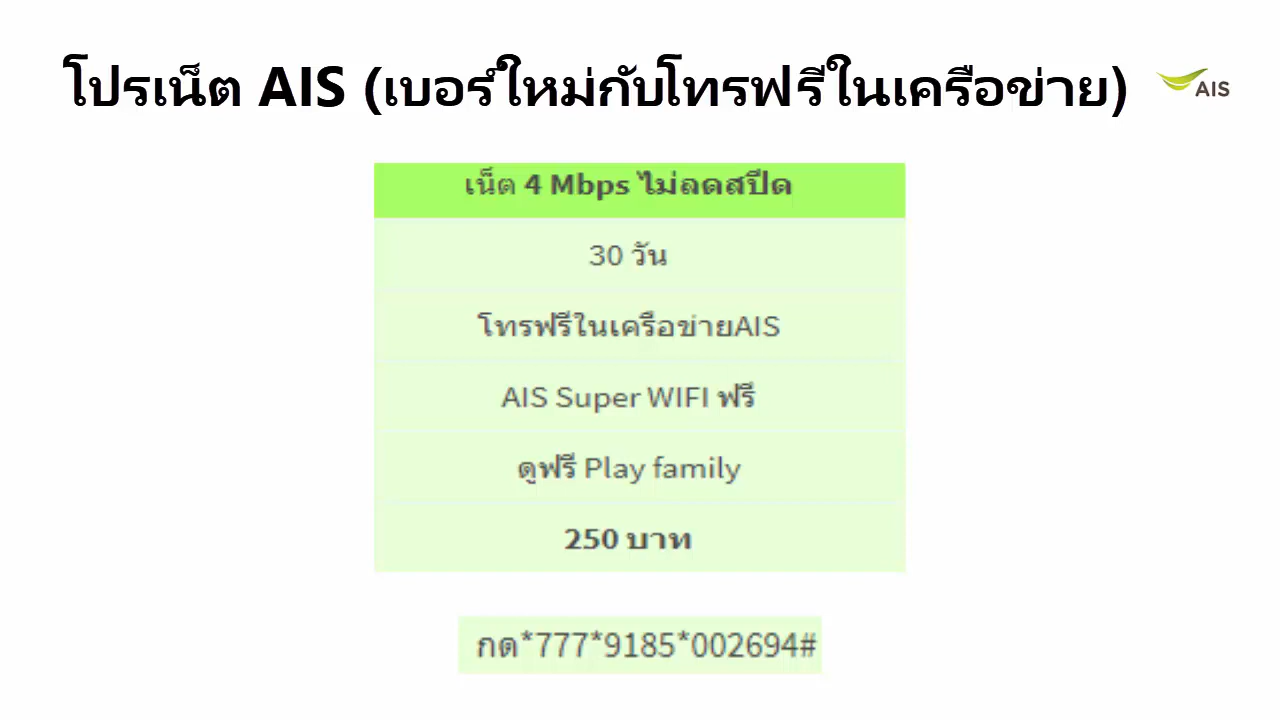 โปรเน็ต AIS (เบอร์ใหม่กับโทรฟรีในเครือข่าย)
AIS
เน็ต 4 Mbps ไม่ลดสปีด
30 วัน
โทรฟรีในเครือข่ายAIS
AIS Super WIFI ฟรี
ดูฟรี Play family
250 บาท
กด*777*9185*002694#